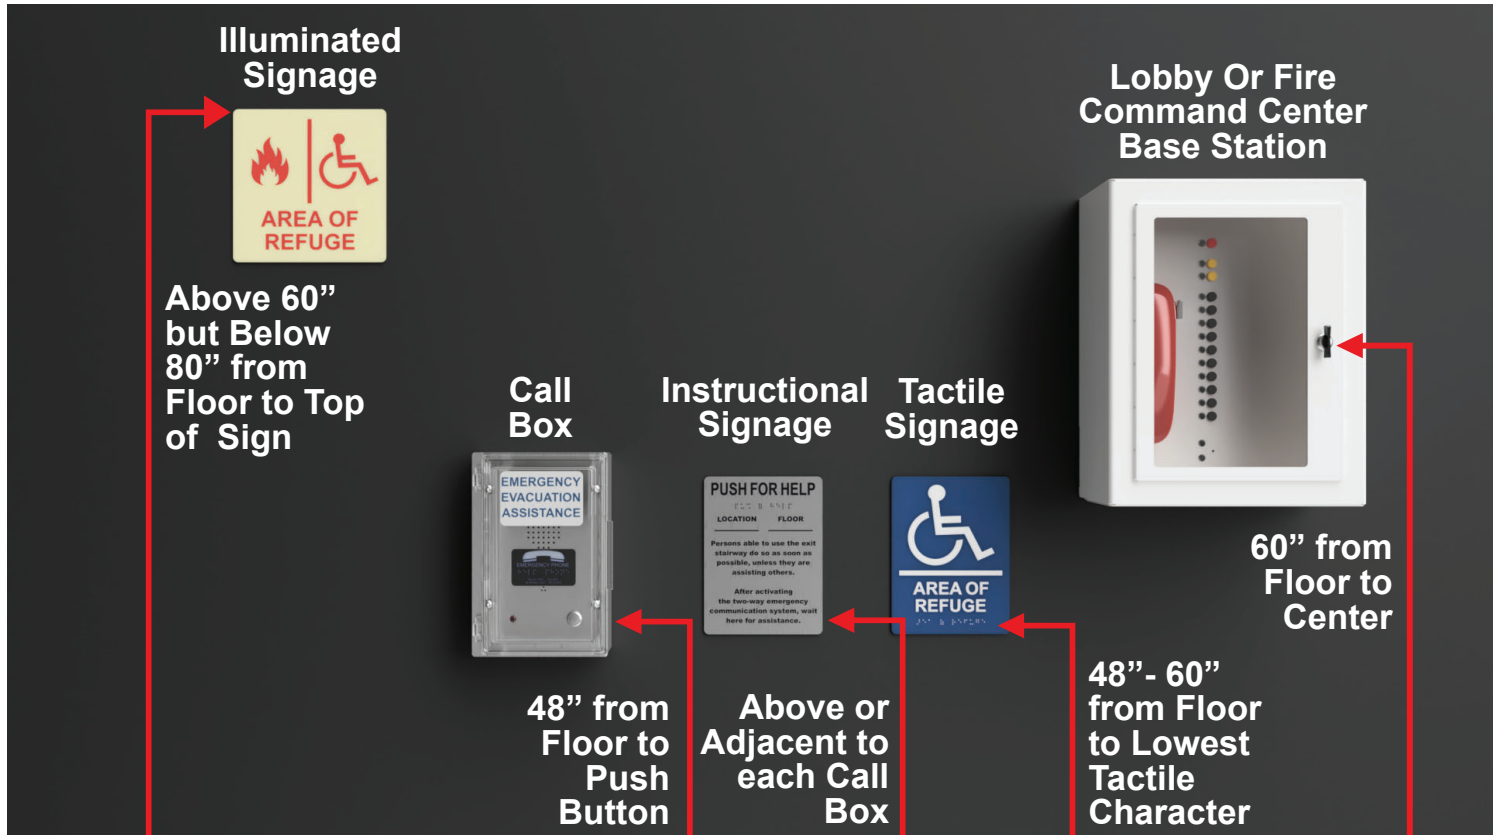 Illuminated
Signage
AREA OF
REFUGE
Above 60”
but Below
80” from
Floor to Top
of Sign
Call
Box
EMERGENCY
EVACUATION
ASSISTANCE
EMERGENCY PHONE
48” from
Floor to
Push
Button
Instructional
Signage
PUSH FOR HELP
LOCATION FLOOR
Persons able to use the exit
stairway do so as soon as
possible, unless they are
assisting others.
After activating
the two-way emergency
communication system, wait
here for assistance.
Above or
Adjacent to
each Call
Box
Tactile
Signage
AREA OF
REFUGE
48”- 60”
from Floor
to Lowest
Tactile
Character
Lobby Or Fire
Command Center
Base Station
60” from
Floor to
Center